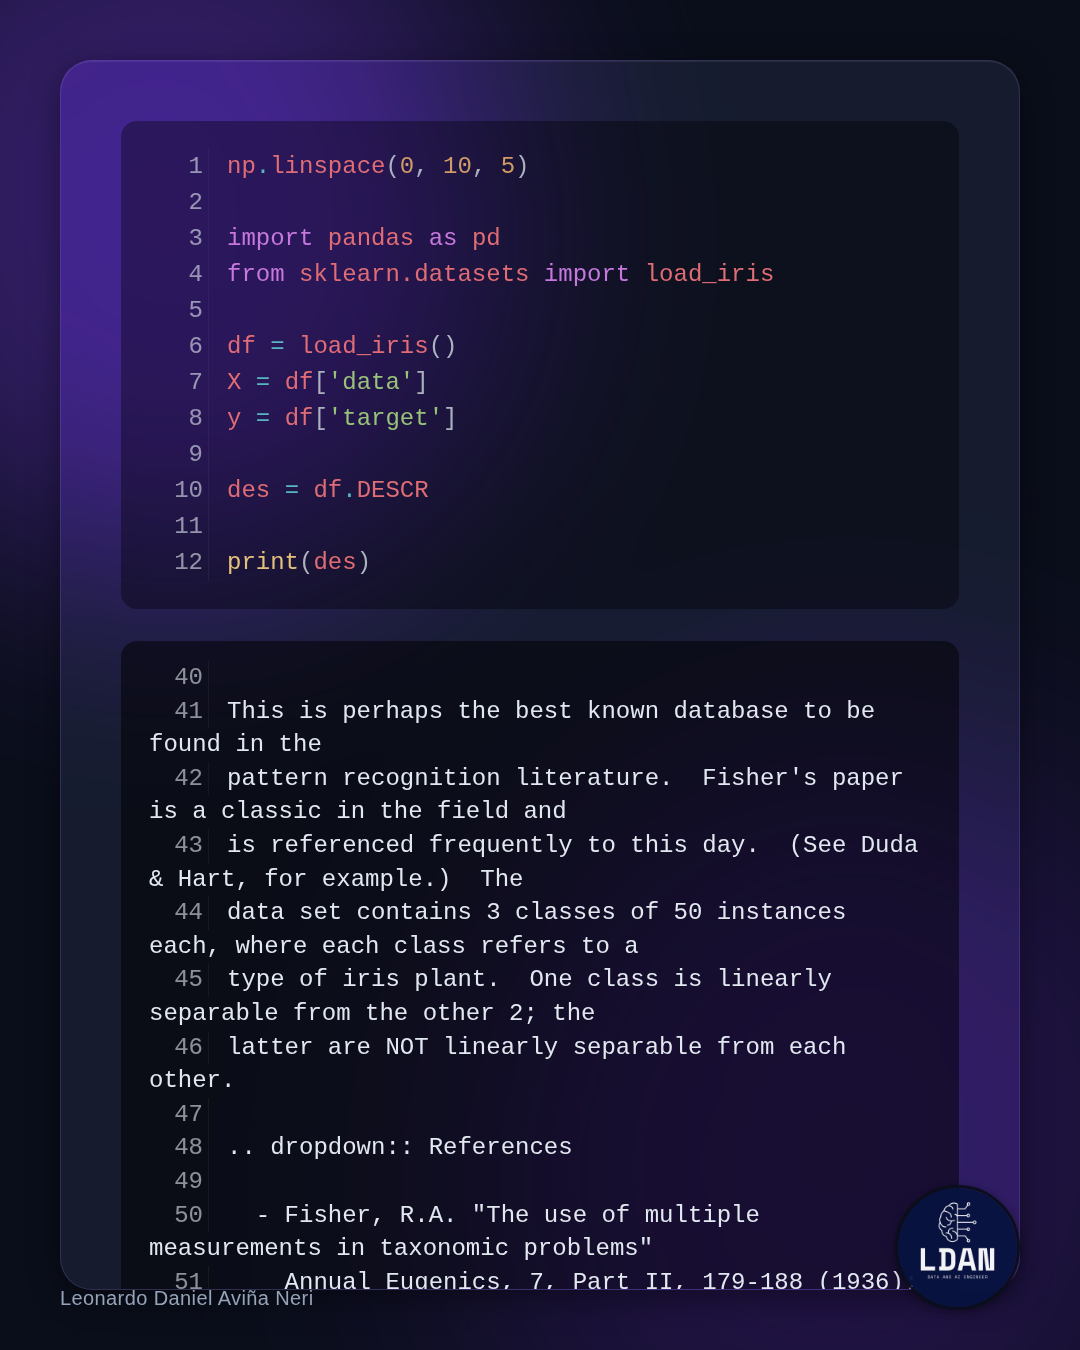 1 np.linspace(0, 10, 5)
2
3 import pandas as pd
4 from sklearn.datasets import load_iris
5
6 df = load_iris()
7 X = df['data']
8 y = df['target']
9
10 des = df.DESCR
11
12 print(des)
40
41 This is perhaps the best known database to be
found in the
42 pattern recognition literature.  Fisher's paper
is a classic in the field and
43 is referenced frequently to this day.  (See Duda
& Hart, for example.)  The
44 data set contains 3 classes of 50 instances
each, where each class refers to a
45 type of iris plant.  One class is linearly
separable from the other 2; the
46 latter are NOT linearly separable from each
other.
47
48 .. dropdown:: References
49
50   - Fisher, R.A. "The use of multiple
measurements in taxonomic problems"
51     Annual Eugenics, 7, Part II, 179-188 (1936)
LDAN
DATA AND AI ENGINEER
Leonardo Daniel Aviña Neri